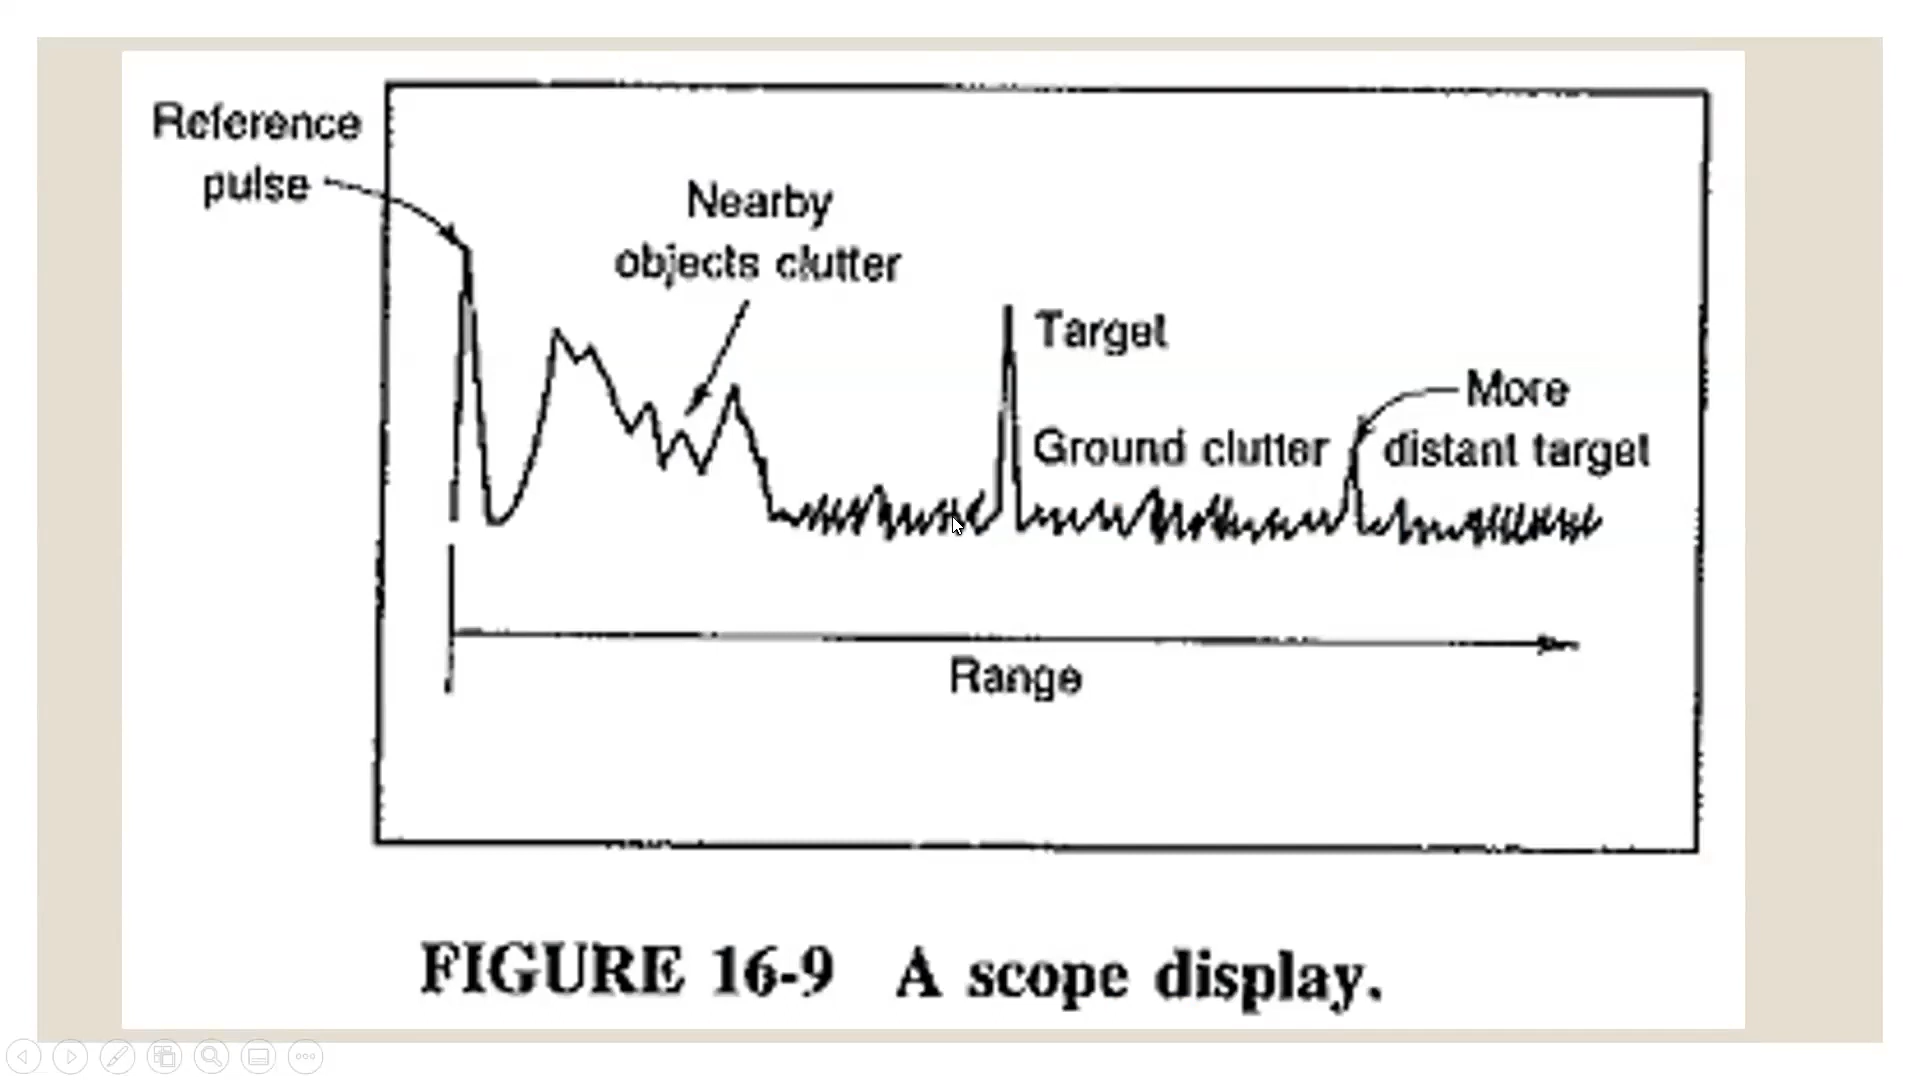 Reference
pulse
Nearby
objects clutter
Target
More
Ground clutter
distant target
Range
FIGURE 16-9 A scope display.